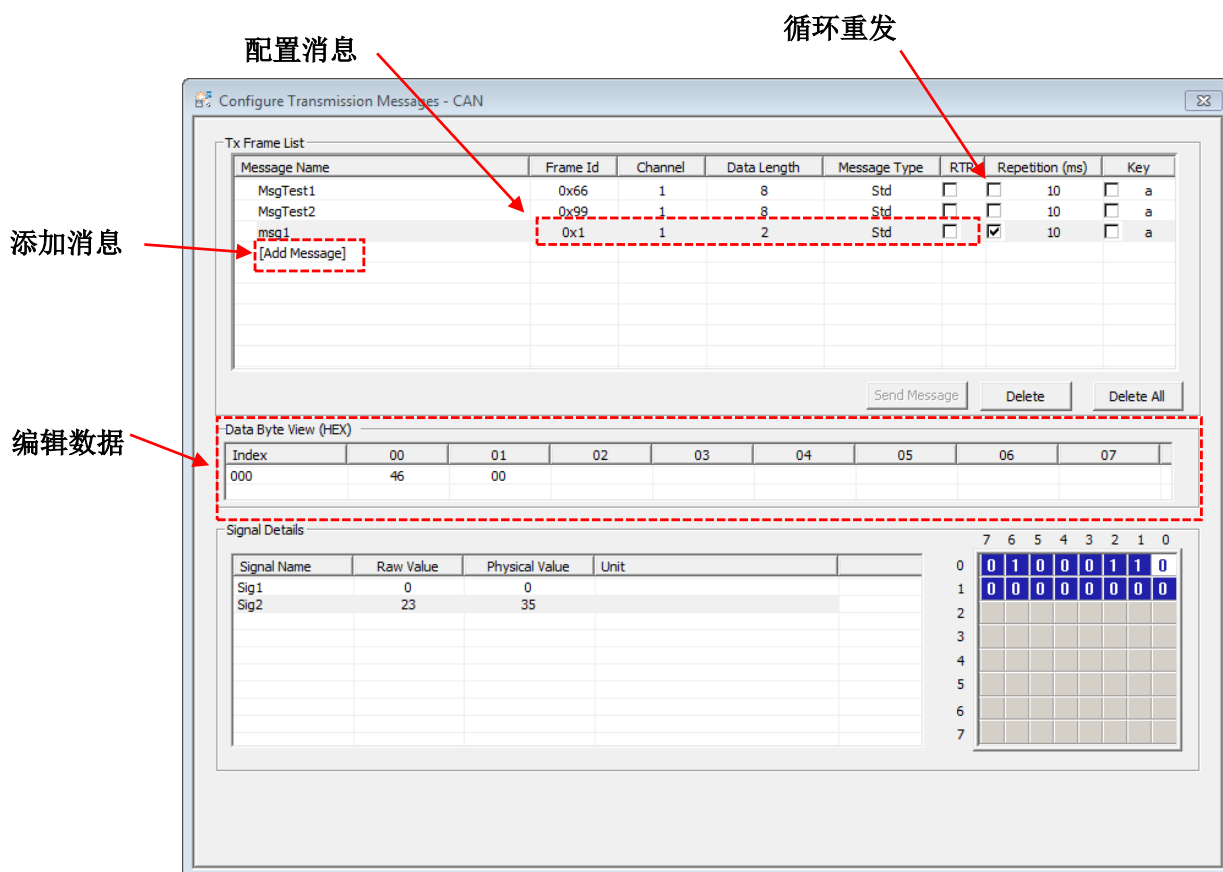 循环重发
配置消息
Configure Transmission Messages - CAN
Tx Frame List
Message Name Frame Id Channel Data Length Message Type RTR Repetition (ms) Key
MsgTest1 0x66 1 8 Std 10 a
MsgTest2 0x99 1 8 Std 10 a
添加消息
msg1 0x1 1 2 Std 10 a
[Add Message]
Send Message Delete Delete All
编辑数据
Data Byte View (HEX)
Index 00 01 02 03 04 05 06 07
000 46 00
Signal Details
7 6 5 4 3 2 1 0
Signal Name Raw Value Physical Value Unit
0 0 1 0 0 0 1 1 0
Sig1 0 0
1 0 0 0 0 0 0 0 0
Sig2 23 35
2
3
4
5
6
7